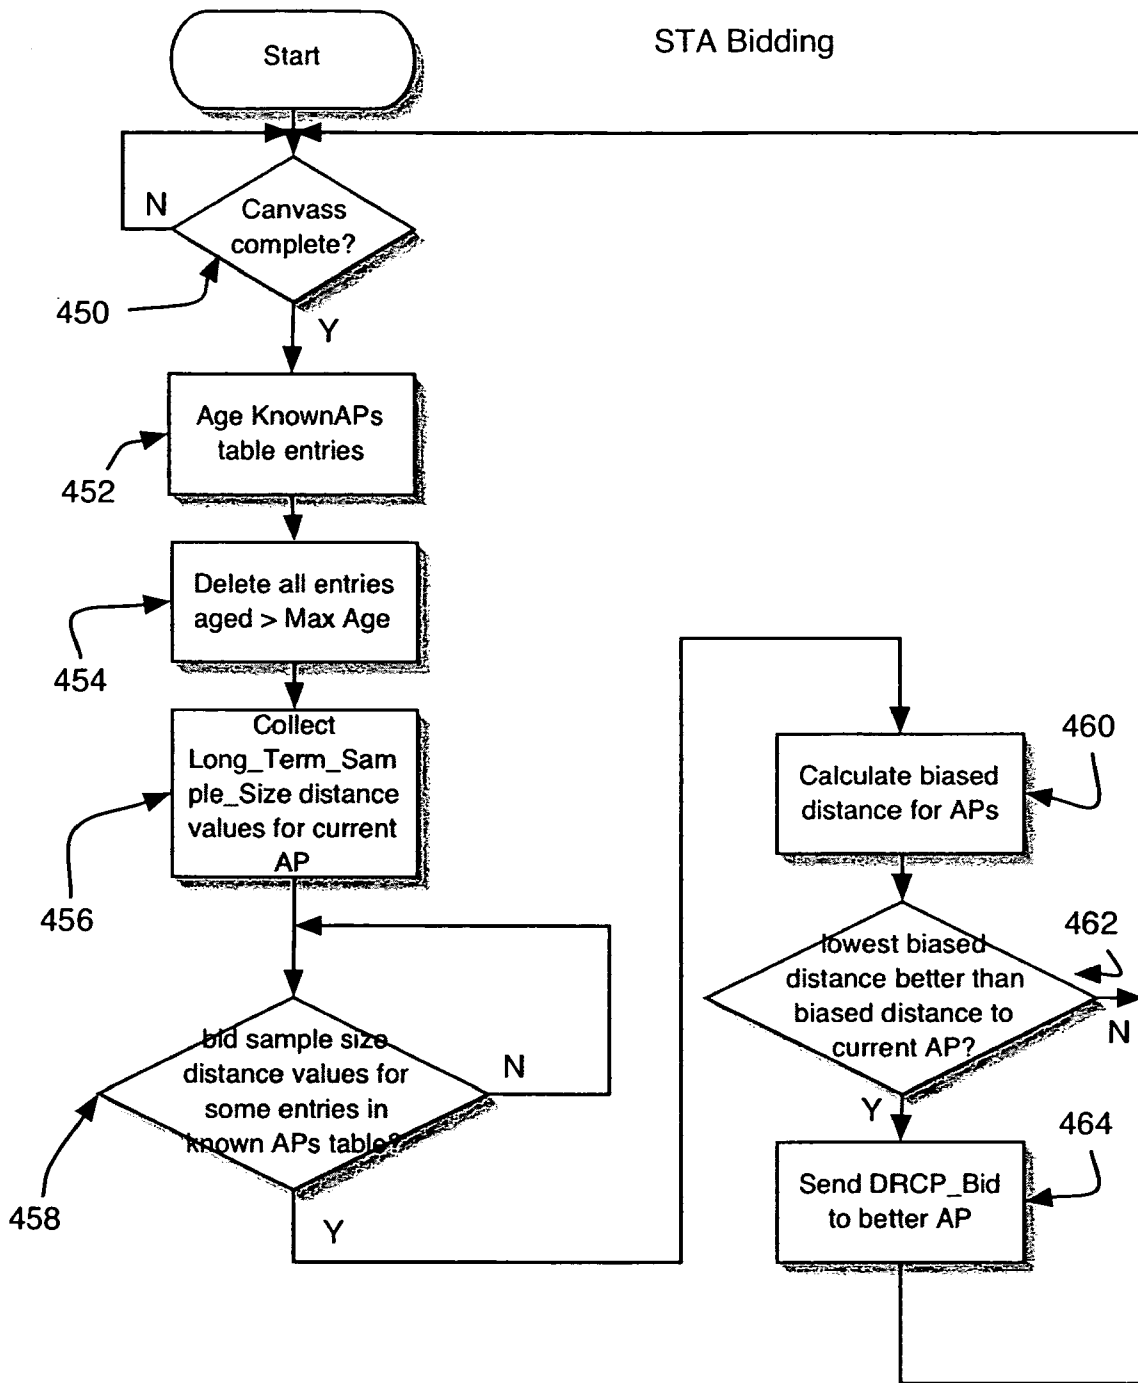 STA Bidding
Start
Canvass
complete?
N
450
Y
Age KnownAPs
table entries
452
Delete all entries
aged > Max Age
454
Collect
Long_Term_Sam
ple_Size distance
values for current
AP
456
bid sample size
distance values for
some entries in
known APs table?
N
458
Y
460
Calculate biased
distance for APs
462
lowest biased
distance better than
biased distance to
current AP?
N
Y
464
Send DRCP_Bid
to better AP